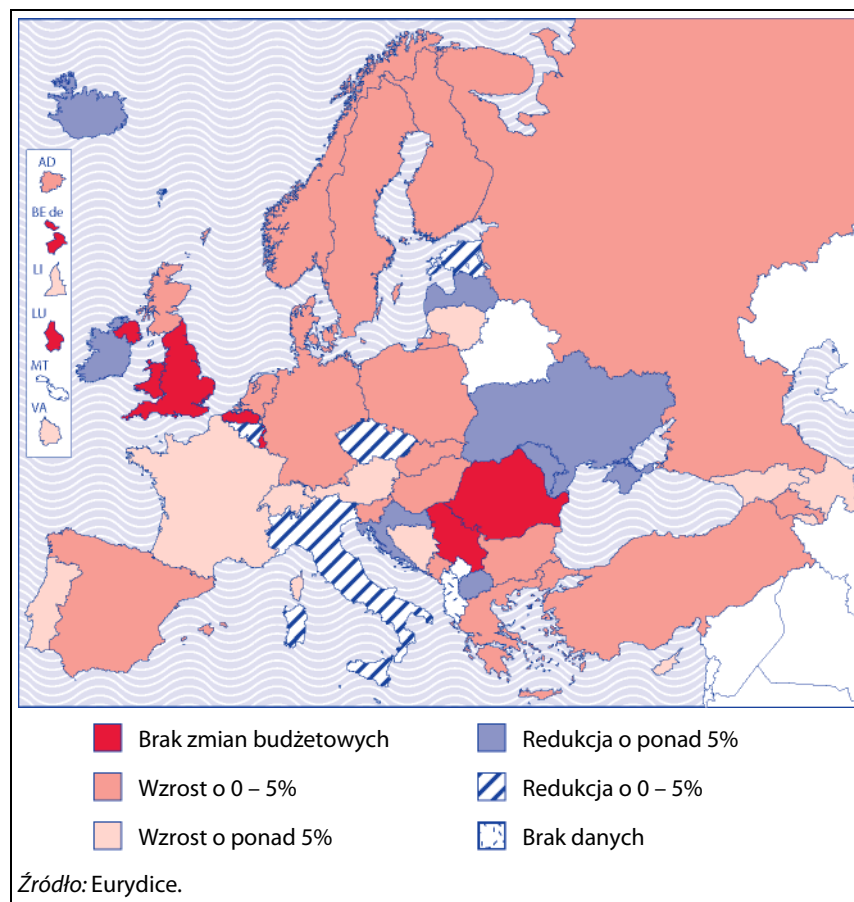 AD
BE de
LI
LU
MT
VA
Brak zmian budżetowych
Wzrost o 0 – 5%
Wzrost o ponad 5%
Redukcja o ponad 5%
Redukcja o 0 – 5%
Brak danych
Źródło: Eurydice.